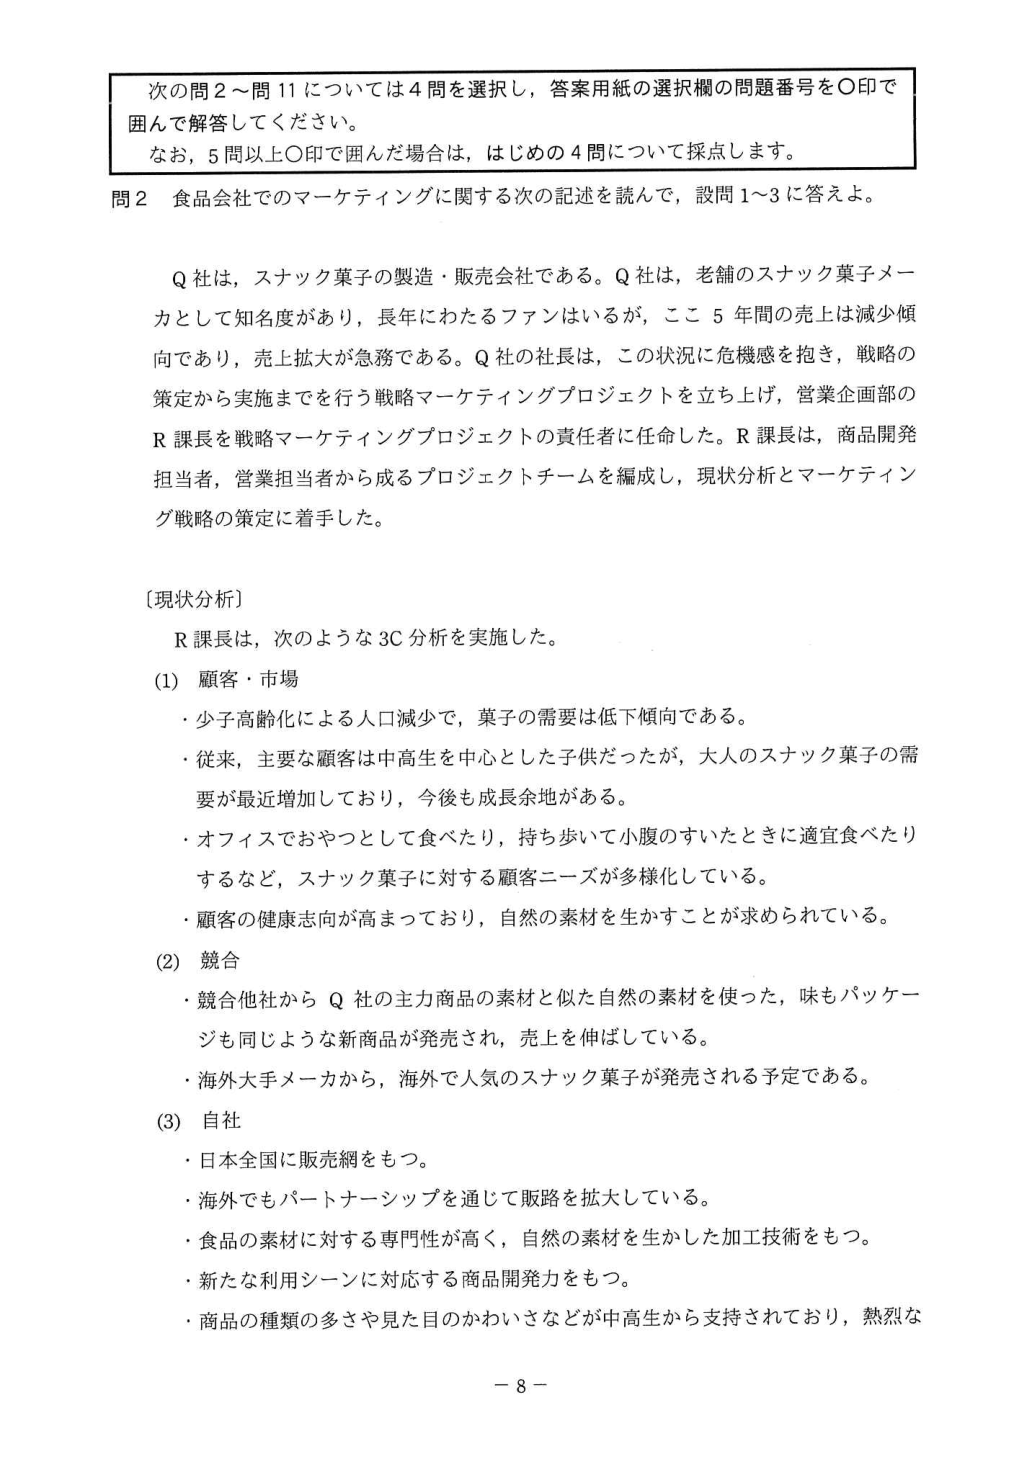 次の問2～問11については4問を選択し，答案用紙の選択欄の問題番号を〇印で
囲んで解答してください。
なお，5問以上〇印で囲んだ場合は，はじめの4問について採点します。
問2　食品会社でのマーケティングに関する次の記述を読んで，設問1～3に答えよ。
Q社は，スナック菓子の製造・販売会社である。Q社は，老舗のスナック菓子メー
カとして知名度があり，長年にわたるファンはいるが，ここ 5 年間の売上は減少傾
向であり，売上拡大が急務である。Q社の社長は，この状況に危機感を抱き，戦略の
策定から実施までを行う戦略マーケティングプロジェクトを立ち上げ，営業企画部の
R課長を戦略マーケティングプロジェクトの責任者に任命した。R課長は，商品開発
担当者，営業担当者から成るプロジェクトチームを編成し，現状分析とマーケティン
グ戦略の策定に着手した。
〔現状分析〕
R課長は，次のような3C分析を実施した。
(1)　顧客・市場
・少子高齢化による人口減少で，菓子の需要は低下傾向である。
・従来，主要な顧客は中高生を中心とした子供だったが，大人のスナック菓子の需
要が最近増加しており，今後も成長余地がある。
・オフィスでおやつとして食べたり，持ち歩いて小腹のすいたときに適宜食べたり
するなど，スナック菓子に対する顧客ニーズが多様化している。
・顧客の健康志向が高まっており，自然の素材を生かすことが求められている。
(2)　競合
・競合他社から Q 社の主力商品の素材と似た自然の素材を使った，味もパッケー
ジも同じような新商品が発売され，売上を伸ばしている。
・海外大手メーカから，海外で人気のスナック菓子が発売される予定である。
(3)　自社
・日本全国に販売網をもつ。
・海外でもパートナーシップを通じて販路を拡大している。
・食品の素材に対する専門性が高く，自然の素材を生かした加工技術をもつ。
・新たな利用シーンに対応する商品開発力をもつ。
・商品の種類の多さや見た目のかわいさなどが中高生から支持されており，熱烈な
－ 8 －